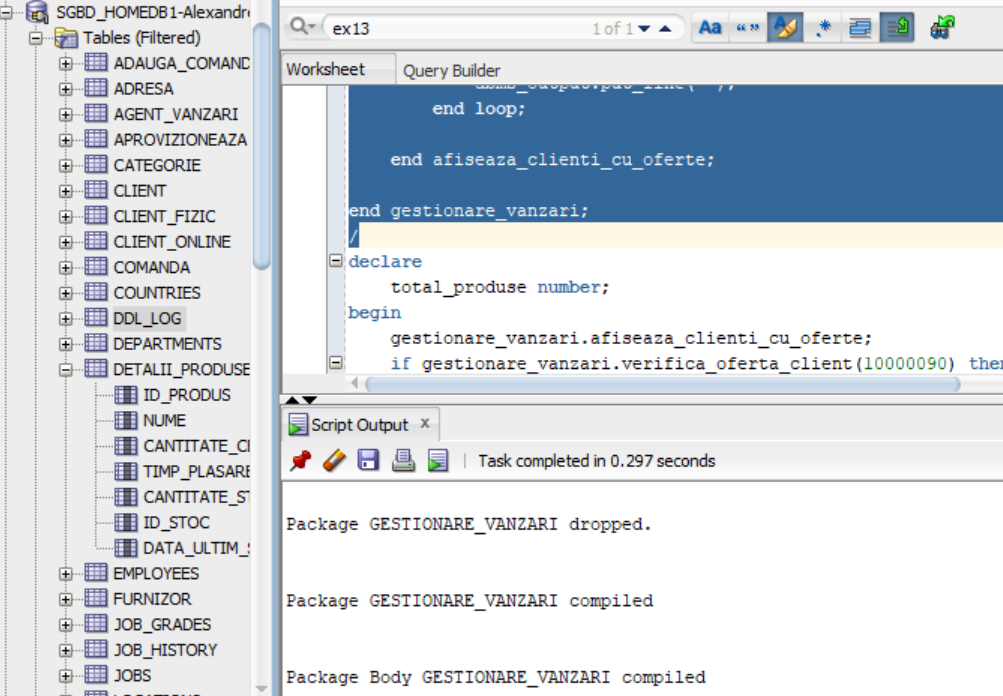 SGBD_HOMEDB1-Alexandr
Tables (Filtered)
ADAUGA_COMAND
ADRESA
AGENT_VANZARI
APROVIZIONEAZA
CATEGORIE
CLIENT
CLIENT_FIZIC
CLIENT_ONLINE
COMANDA
COUNTRIES
DDL_LOG
DEPARTMENTS
DETALII_PRODUSE
ID_PRODUS
NUME
CANTITATE_C
TIMP_PLASARE
CANTITATE_S
ID_STOC
DATA_ULTIM_
EMPLOYEES
FURNIZOR
JOB_GRADES
JOB_HISTORY
JOBS
ex13 1 of 1
Aa “ ” .*
Worksheet Query Builder
end loop;
end afiseaza_clienti_cu_oferte;
end gestionare_vanzari;
/
declare
total_produse number;
begin
gestionare_vanzari.afiseaza_clienti_cu_oferte;
if gestionare_vanzari.verifica_oferta_client(10000090) then
Script Output x
Task completed in 0.297 seconds
Package GESTIONARE_VANZARI dropped.
Package GESTIONARE_VANZARI compiled
Package Body GESTIONARE_VANZARI compiled